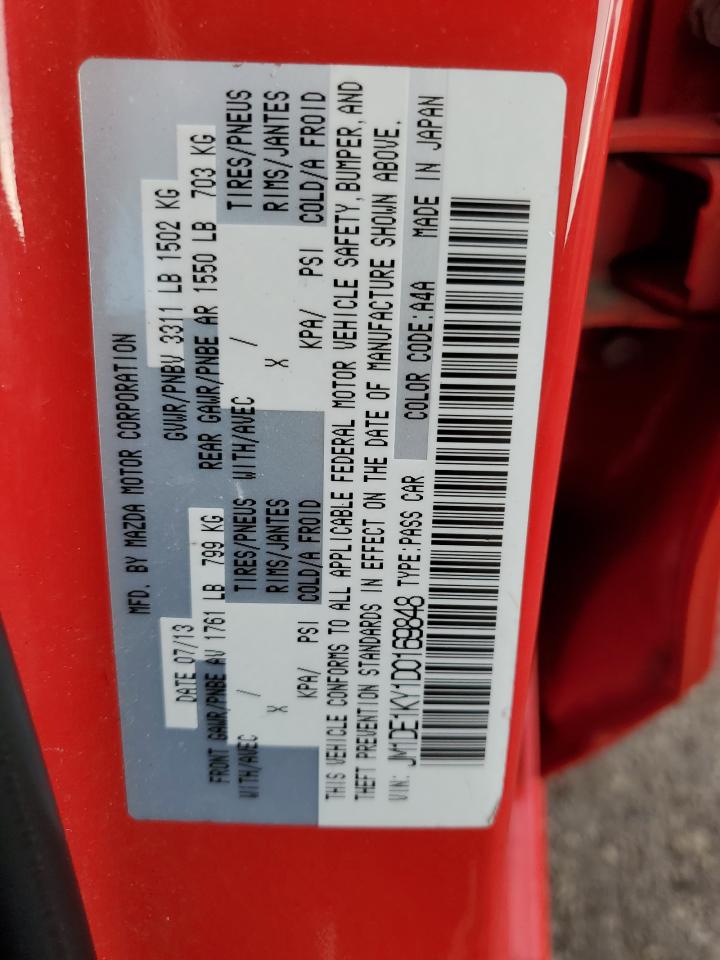 MFD. BY MAZDA MOTOR CORPORATION
DATE 07/13 GVWR/PNBV 3311 LB 1502 KG
FRONT GAWR/PNBE AV 1761 LB 799 KG REAR GAWR/PNBE AR 1550 LB 703 KG
WITH/AVEC / TIRES/PNEUS WITH/AVEC / TIRES/PNEUS
X RIMS/JANTES X RIMS/JANTES
KPA/ PSI COLD/A FROID KPA/ PSI COLD/A FROID
THIS VEHICLE CONFORMS TO ALL APPLICABLE FEDERAL MOTOR VEHICLE SAFETY, BUMPER, AND
THEFT PREVENTION STANDARDS IN EFFECT ON THE DATE OF MANUFACTURE SHOWN ABOVE.
VIN: JM1DE1KY1D0169848 TYPE:PASS CAR COLOR CODE:A4A MADE IN JAPAN